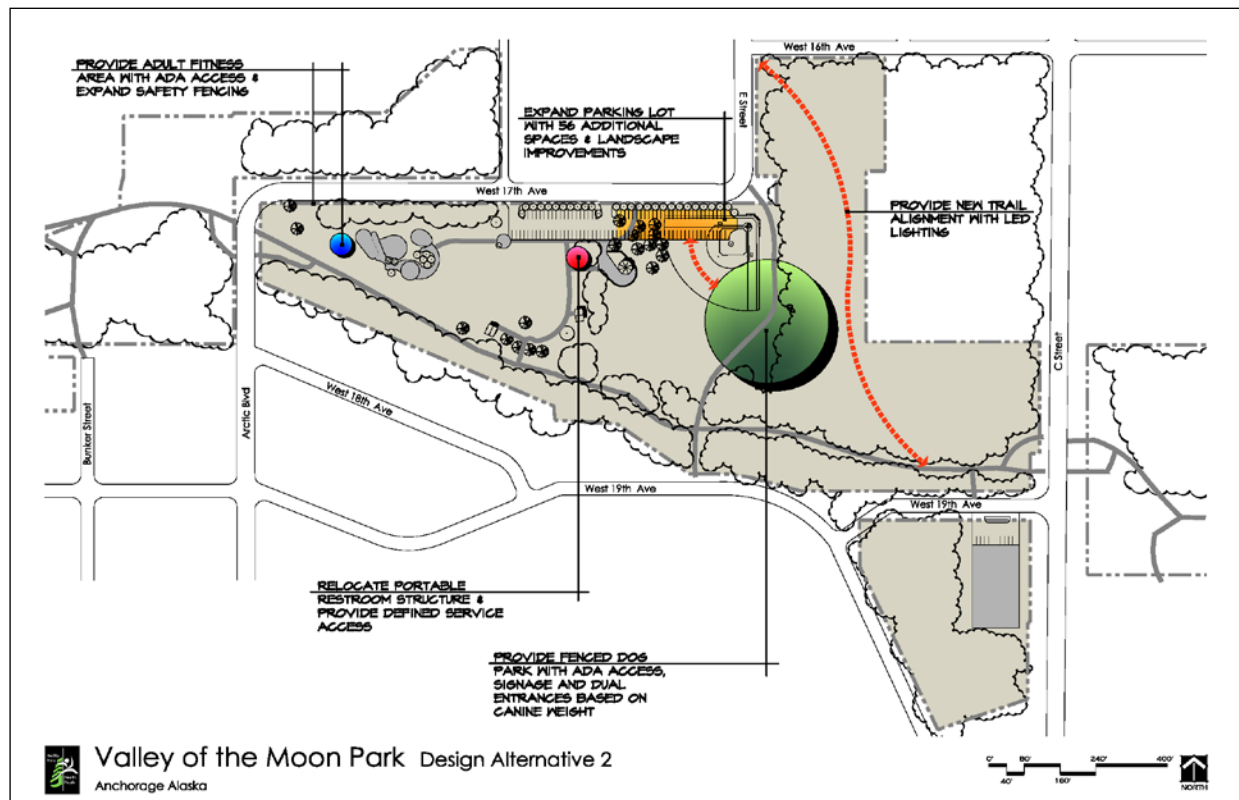 West 16th Ave
PROVIDE ADULT FITNESS
AREA WITH ADA ACCESS &
EXPAND SAFETY FENCING
EXPAND PARKING LOT
WITH 56 ADDITIONAL
SPACES & LANDSCAPE
IMPROVEMENTS
E Street
West 17th Ave
PROVIDE NEW TRAIL
ALIGNMENT WITH LED
LIGHTING
C Street
Bunker Street
Arctic Blvd
West 18th Ave
West 19th Ave
West 19th Ave
RELOCATE PORTABLE
RESTROOM STRUCTURE &
PROVIDE DEFINED SERVICE
ACCESS
PROVIDE FENCED DOG
PARK WITH ADA ACCESS,
SIGNAGE AND DUAL
ENTRANCES BASED ON
CANINE WEIGHT
Valley of the Moon Park Design Alternative 2
Anchorage Alaska
0' 80' 240' 400'
40' 160'
NORTH